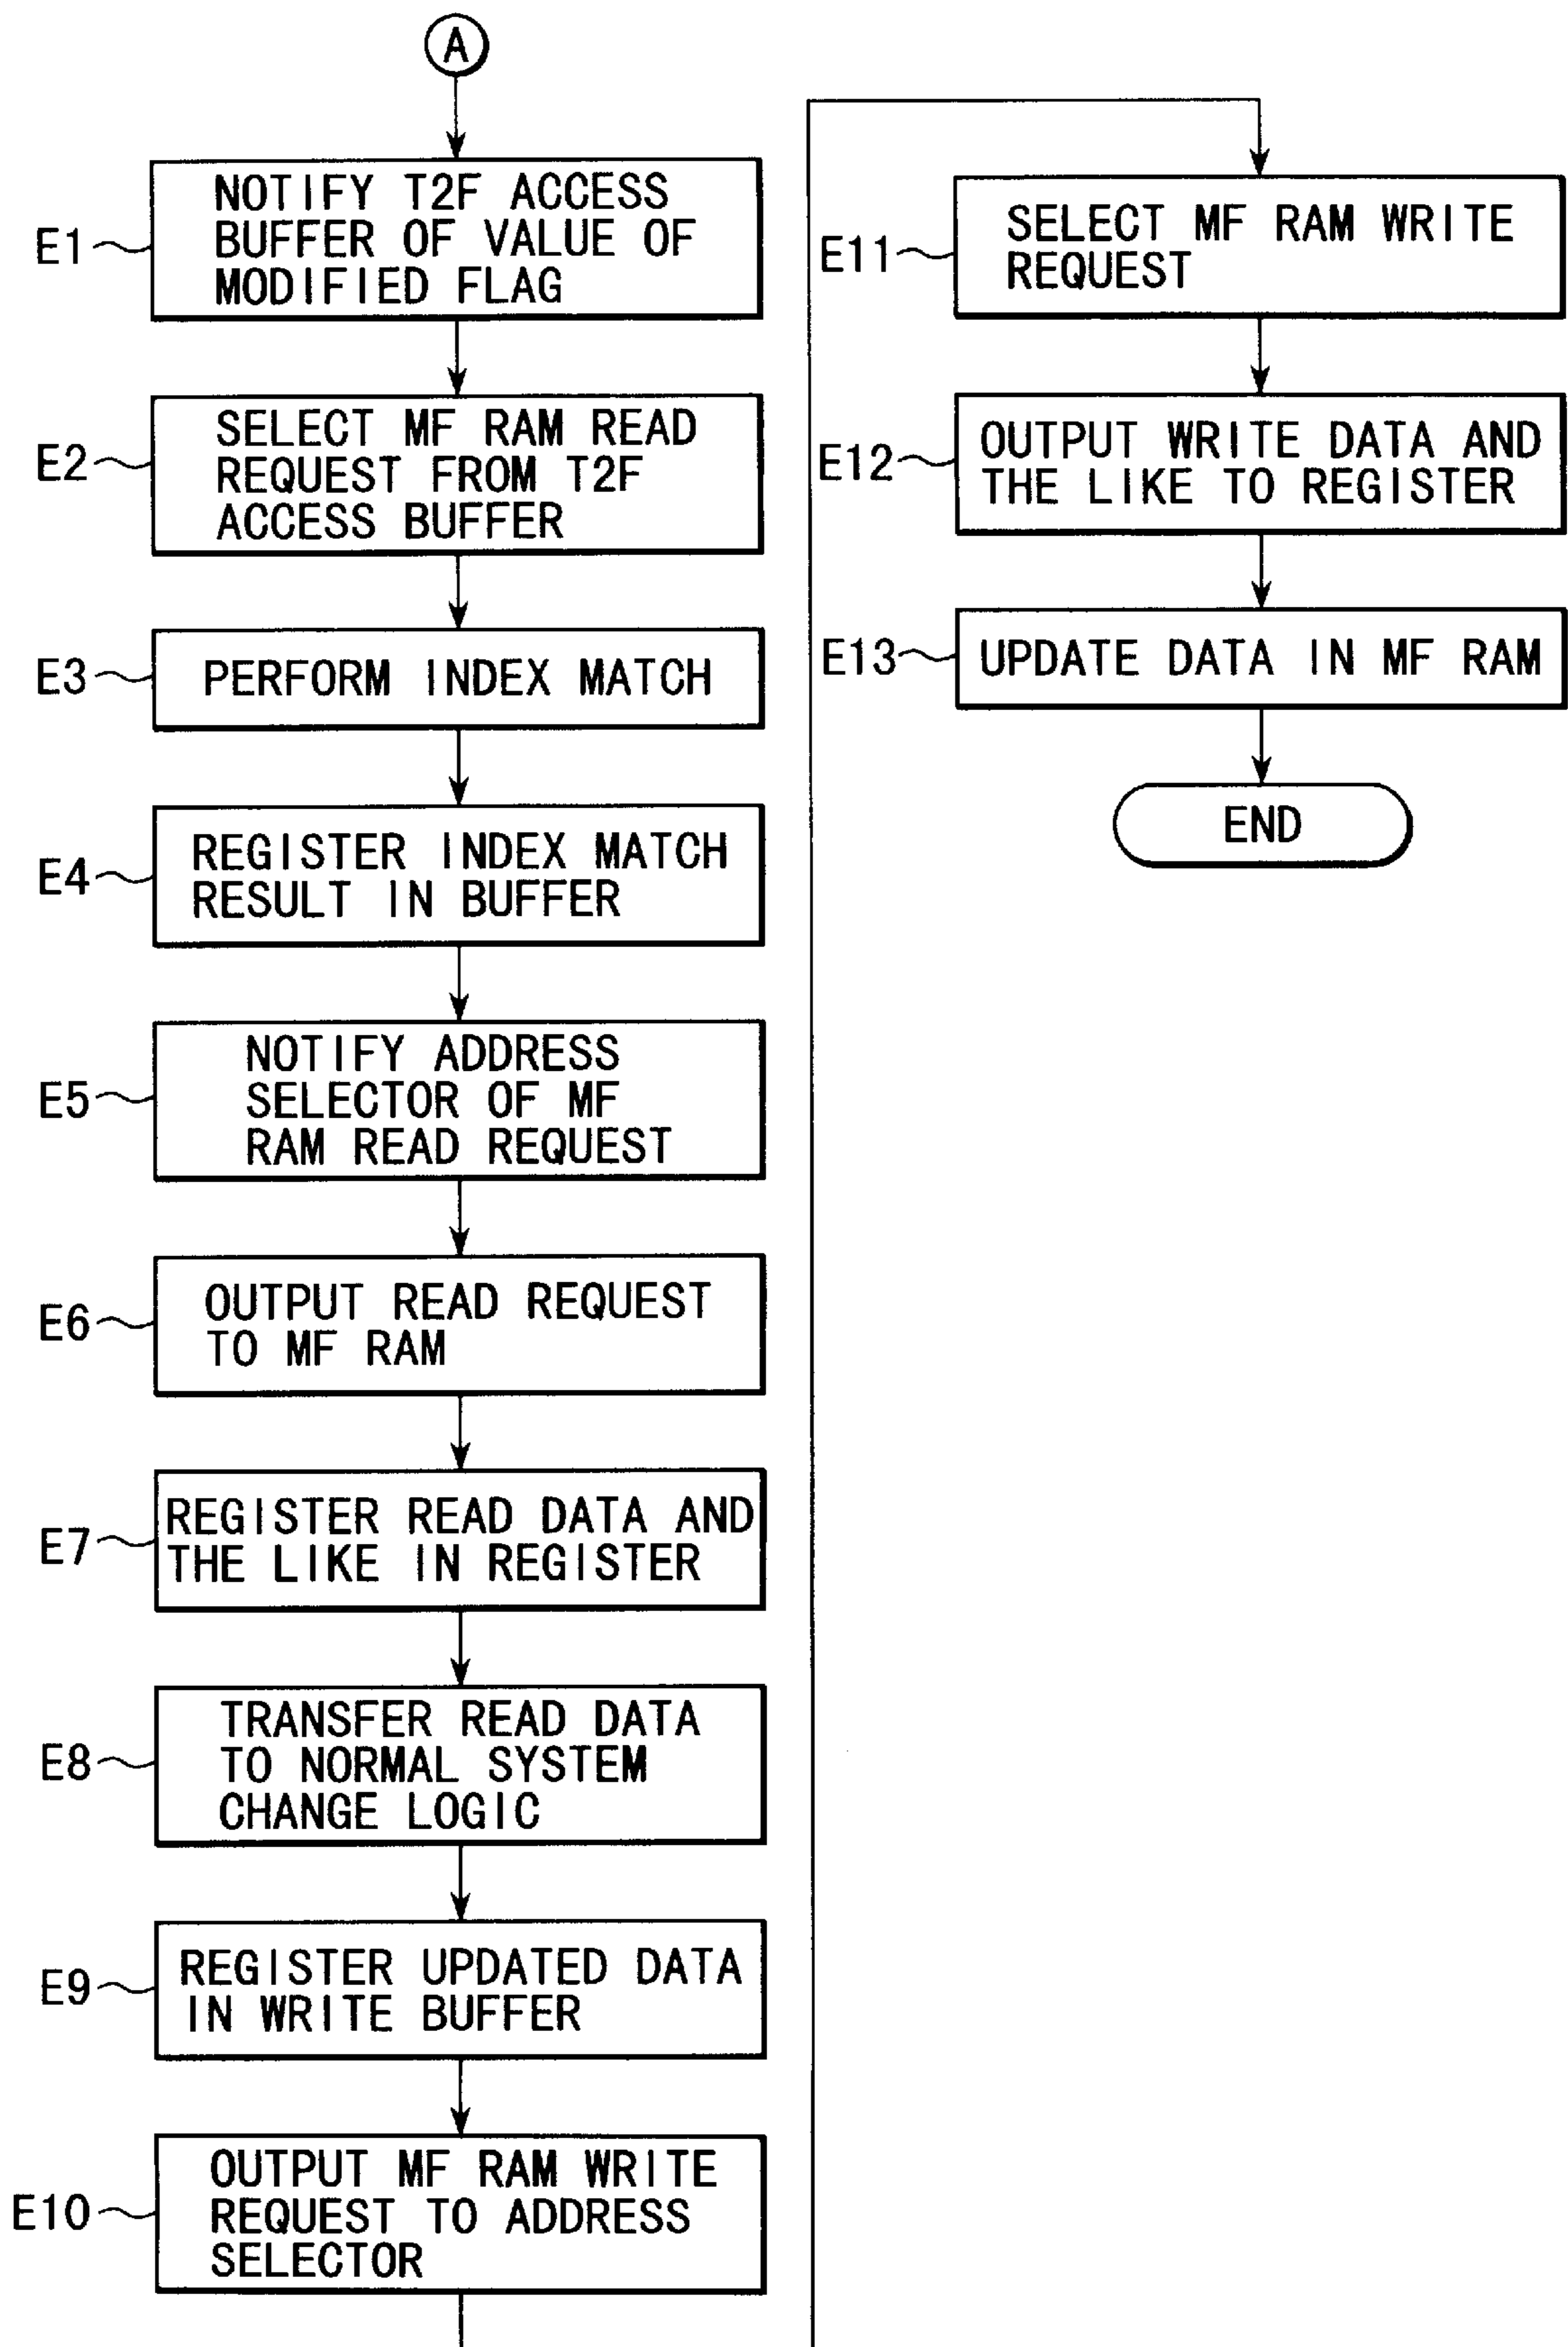 A
E1
NOTIFY T2F ACCESS
BUFFER OF VALUE OF
MODIFIED FLAG
E2
SELECT MF RAM READ
REQUEST FROM T2F
ACCESS BUFFER
E3
PERFORM INDEX MATCH
E4
REGISTER INDEX MATCH
RESULT IN BUFFER
E5
NOTIFY ADDRESS
SELECTOR OF MF
RAM READ REQUEST
E6
OUTPUT READ REQUEST
TO MF RAM
E7
REGISTER READ DATA AND
THE LIKE IN REGISTER
E8
TRANSFER READ DATA
TO NORMAL SYSTEM
CHANGE LOGIC
E9
REGISTER UPDATED DATA
IN WRITE BUFFER
E10
OUTPUT MF RAM WRITE
REQUEST TO ADDRESS
SELECTOR
E11
SELECT MF RAM WRITE
REQUEST
E12
OUTPUT WRITE DATA AND
THE LIKE TO REGISTER
E13
UPDATE DATA IN MF RAM
END